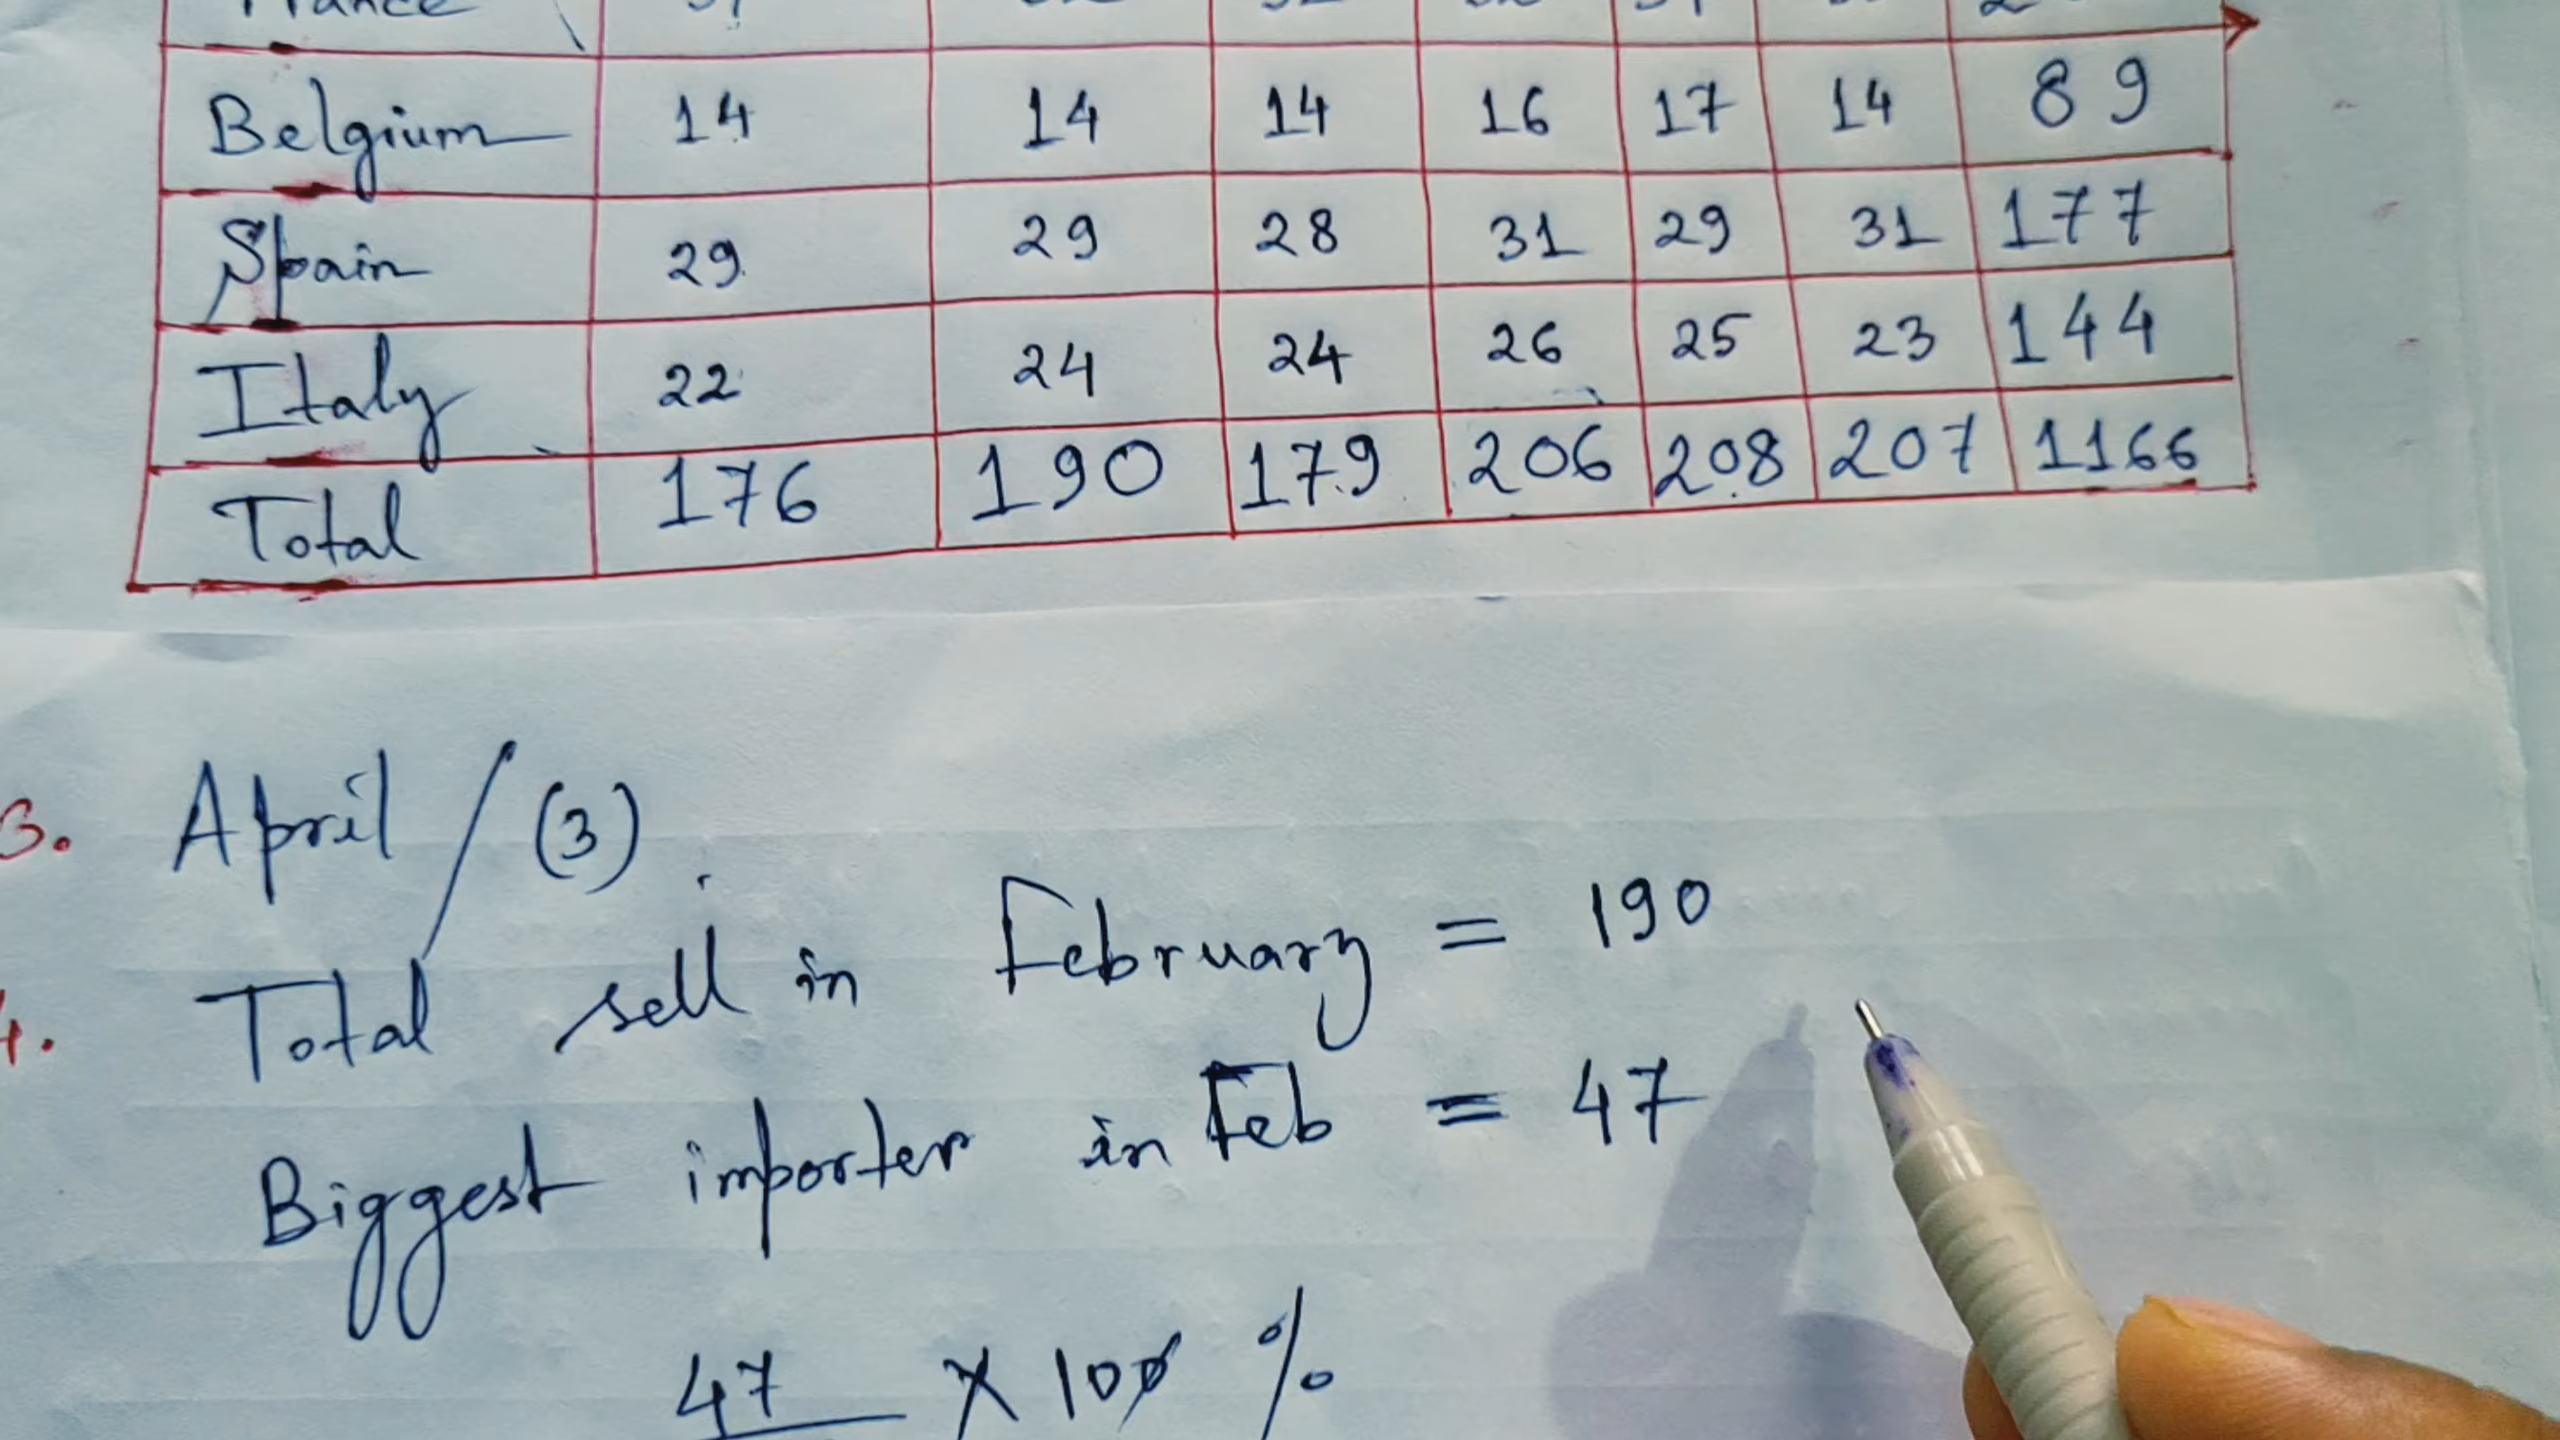 France
Belgium 14 14 14 16 17 14 89
Spain 29 29 28 31 29 31 177
Italy 22 24 24 26 25 23 144
Total 176 190 179 206 208 207 1166
3. April / (3)
4. Total sell in February = 190
Biggest importer in Feb = 47
47 X 100 %